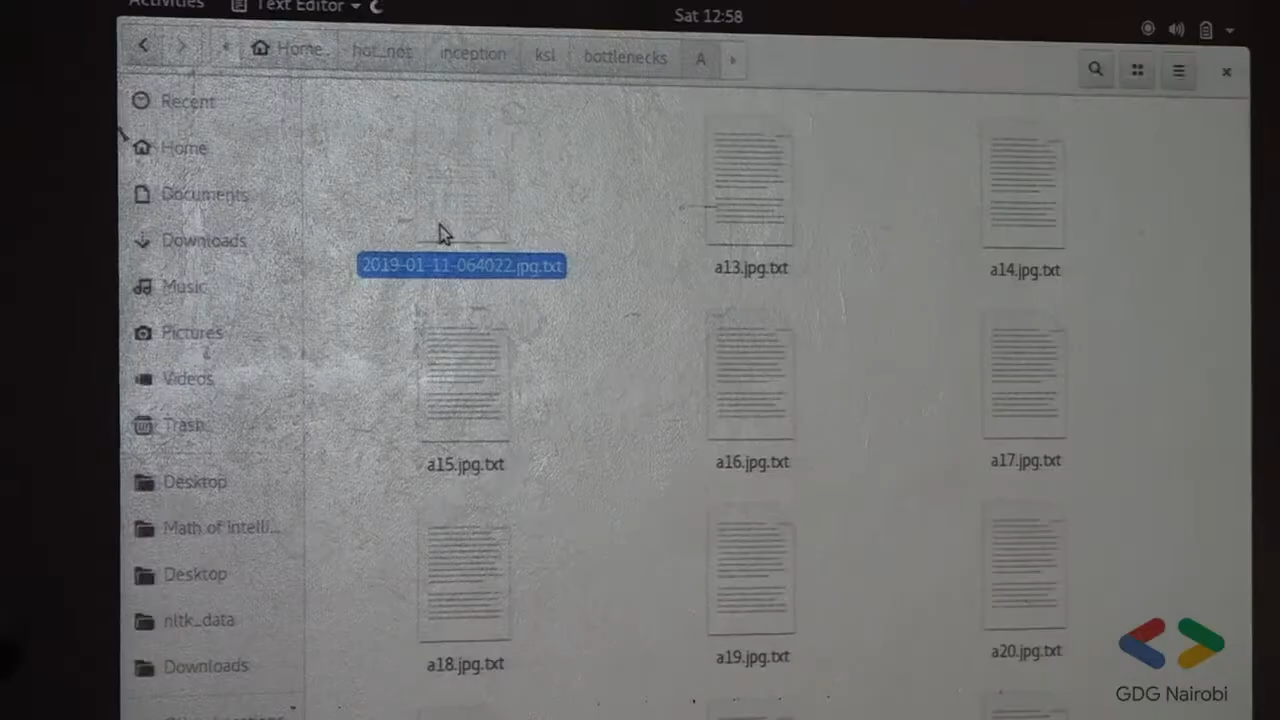 Activities
Text Editor
Sat 12:58
Home
hot_not
inception
ksl
bottlenecks
A
Recent
Home
Documents
Downloads
Music
Pictures
Videos
Trash
Desktop
Math of Intelli...
Desktop
nltk_data
Downloads
2019-01-11-064022.jpg.txt
a13.jpg.txt
a14.jpg.txt
a15.jpg.txt
a16.jpg.txt
a17.jpg.txt
a18.jpg.txt
a19.jpg.txt
a20.jpg.txt
GDG Nairobi